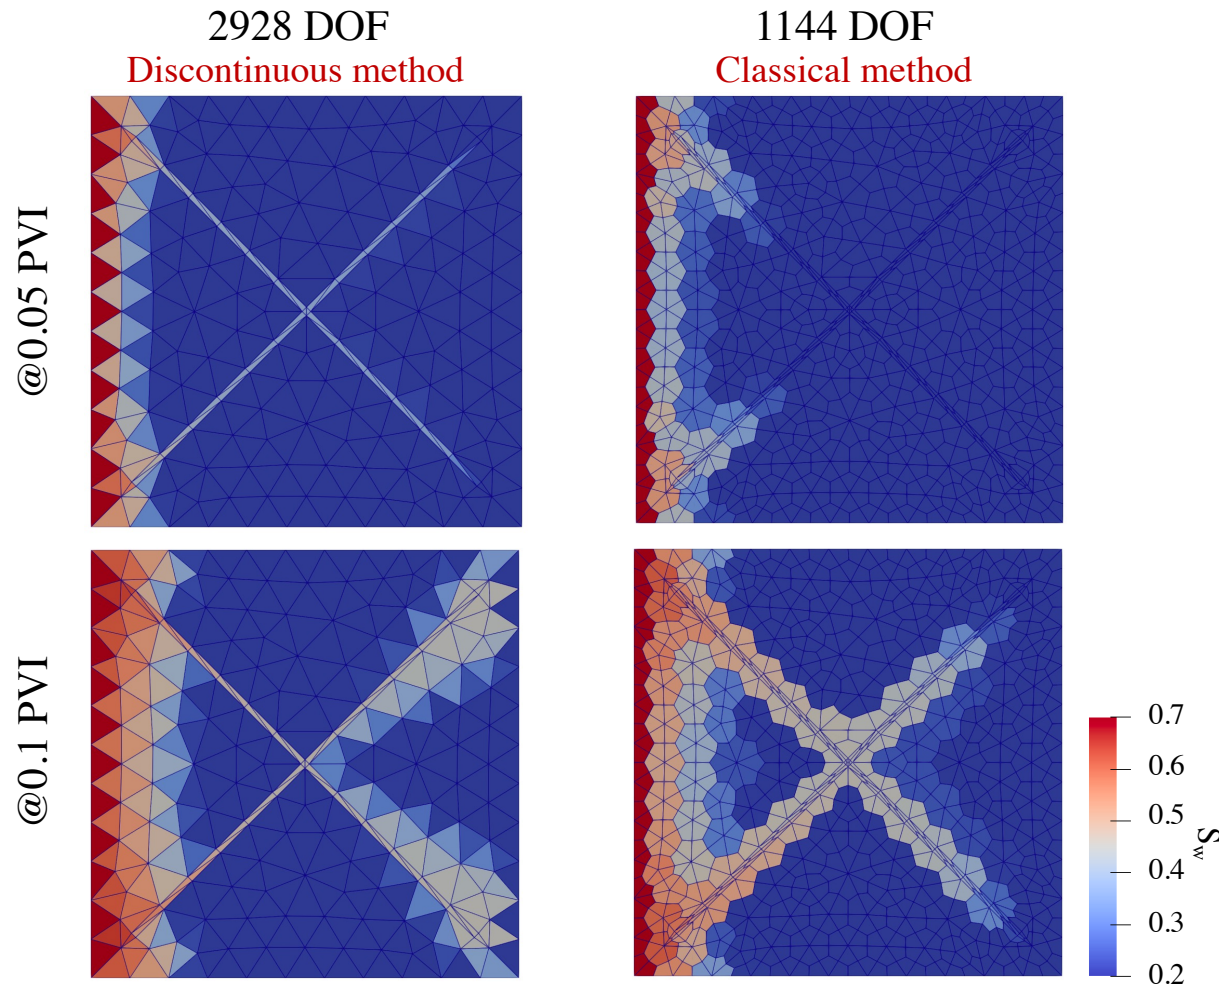 2928 DOF
Discontinuous method
1144 DOF
Classical method
@0.05 PVI
@0.1 PVI
0.7
0.6
0.5
0.4
0.3
0.2
Sw